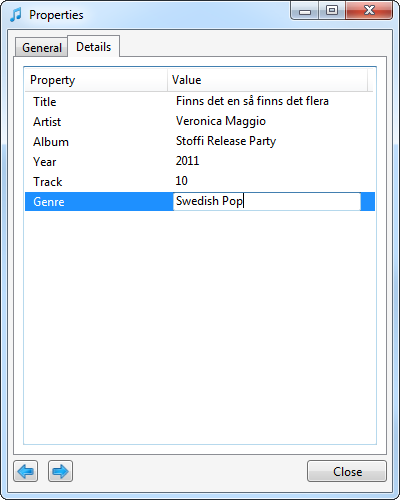 Properties
General Details
Property Value
Title Finns det en så finns det flera
Artist Veronica Maggio
Album Stoffi Release Party
Year 2011
Track 10
Genre Swedish Pop
Close